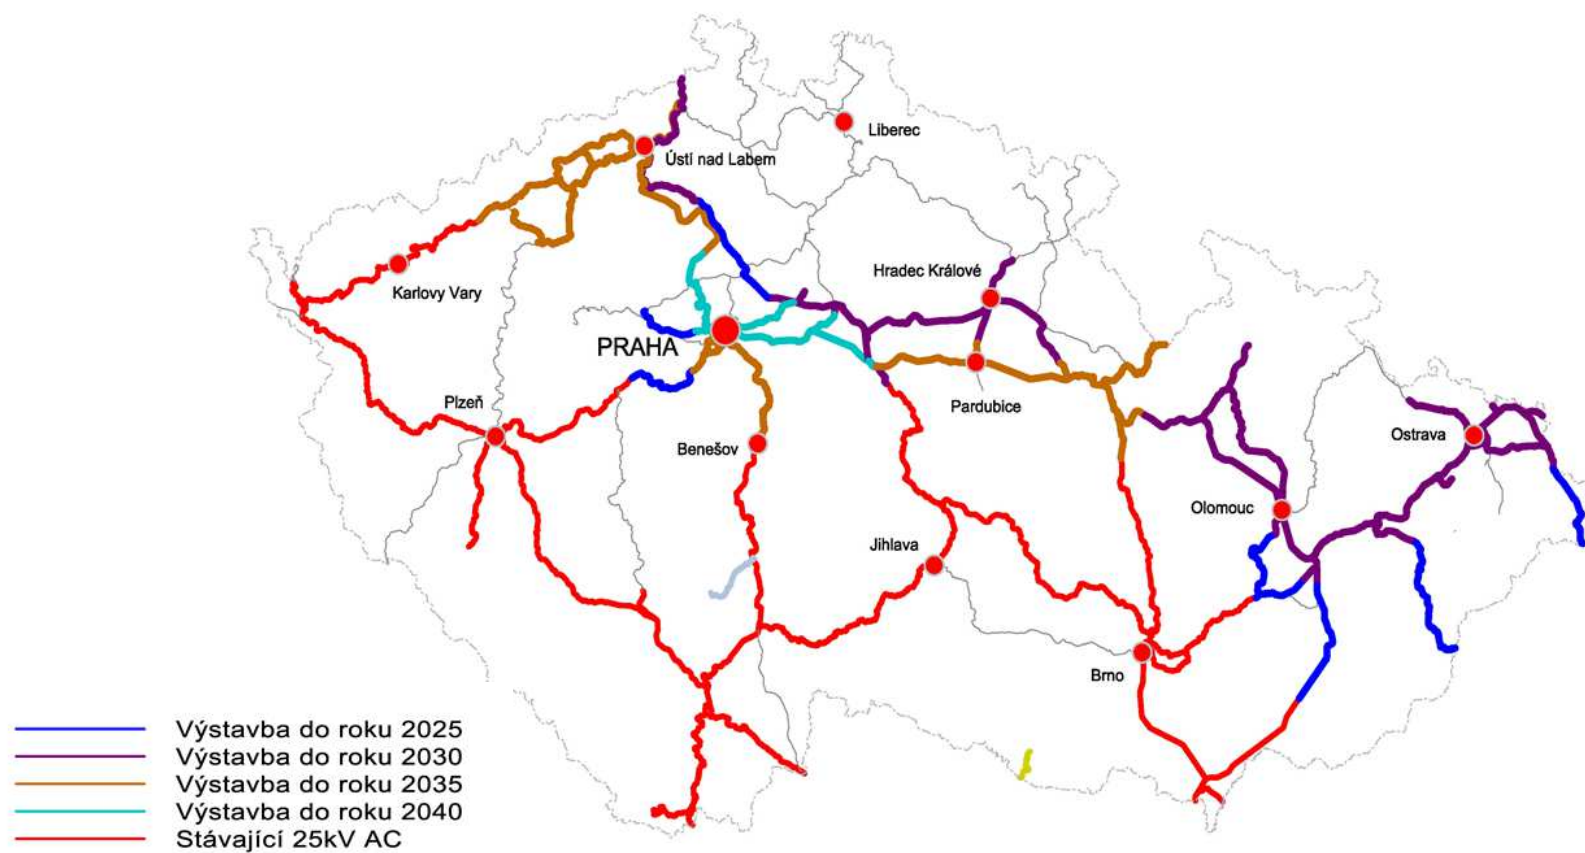 Liberec
Ústí nad Labem
Hradec Králové
Karlovy Vary
PRAHA
Plzeň
Pardubice
Benešov
Ostrava
Olomouc
Jihlava
Brno
Výstavba do roku 2025
Výstavba do roku 2030
Výstavba do roku 2035
Výstavba do roku 2040
Stávající 25kV AC